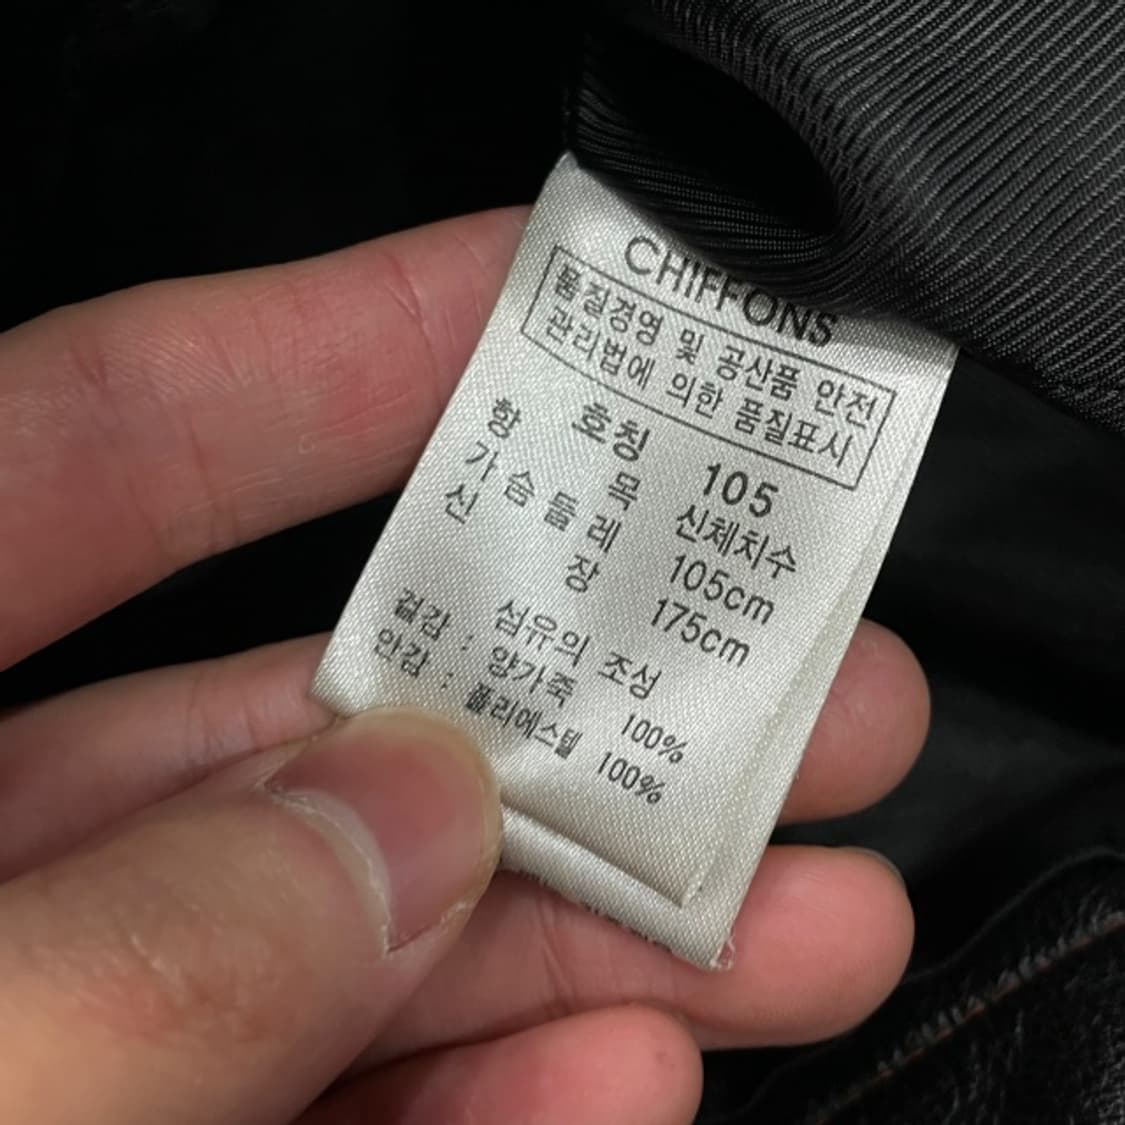 CHIFFONS
품질경영 및 공산품 안전
관리법에 의한 품질표시
호칭 105
항 목 신체치수
가 슴 둘 레 105cm
신 장 175cm
섬유의 조성
겉감 : 양가죽 100%
안감 : 폴리에스텔 100%